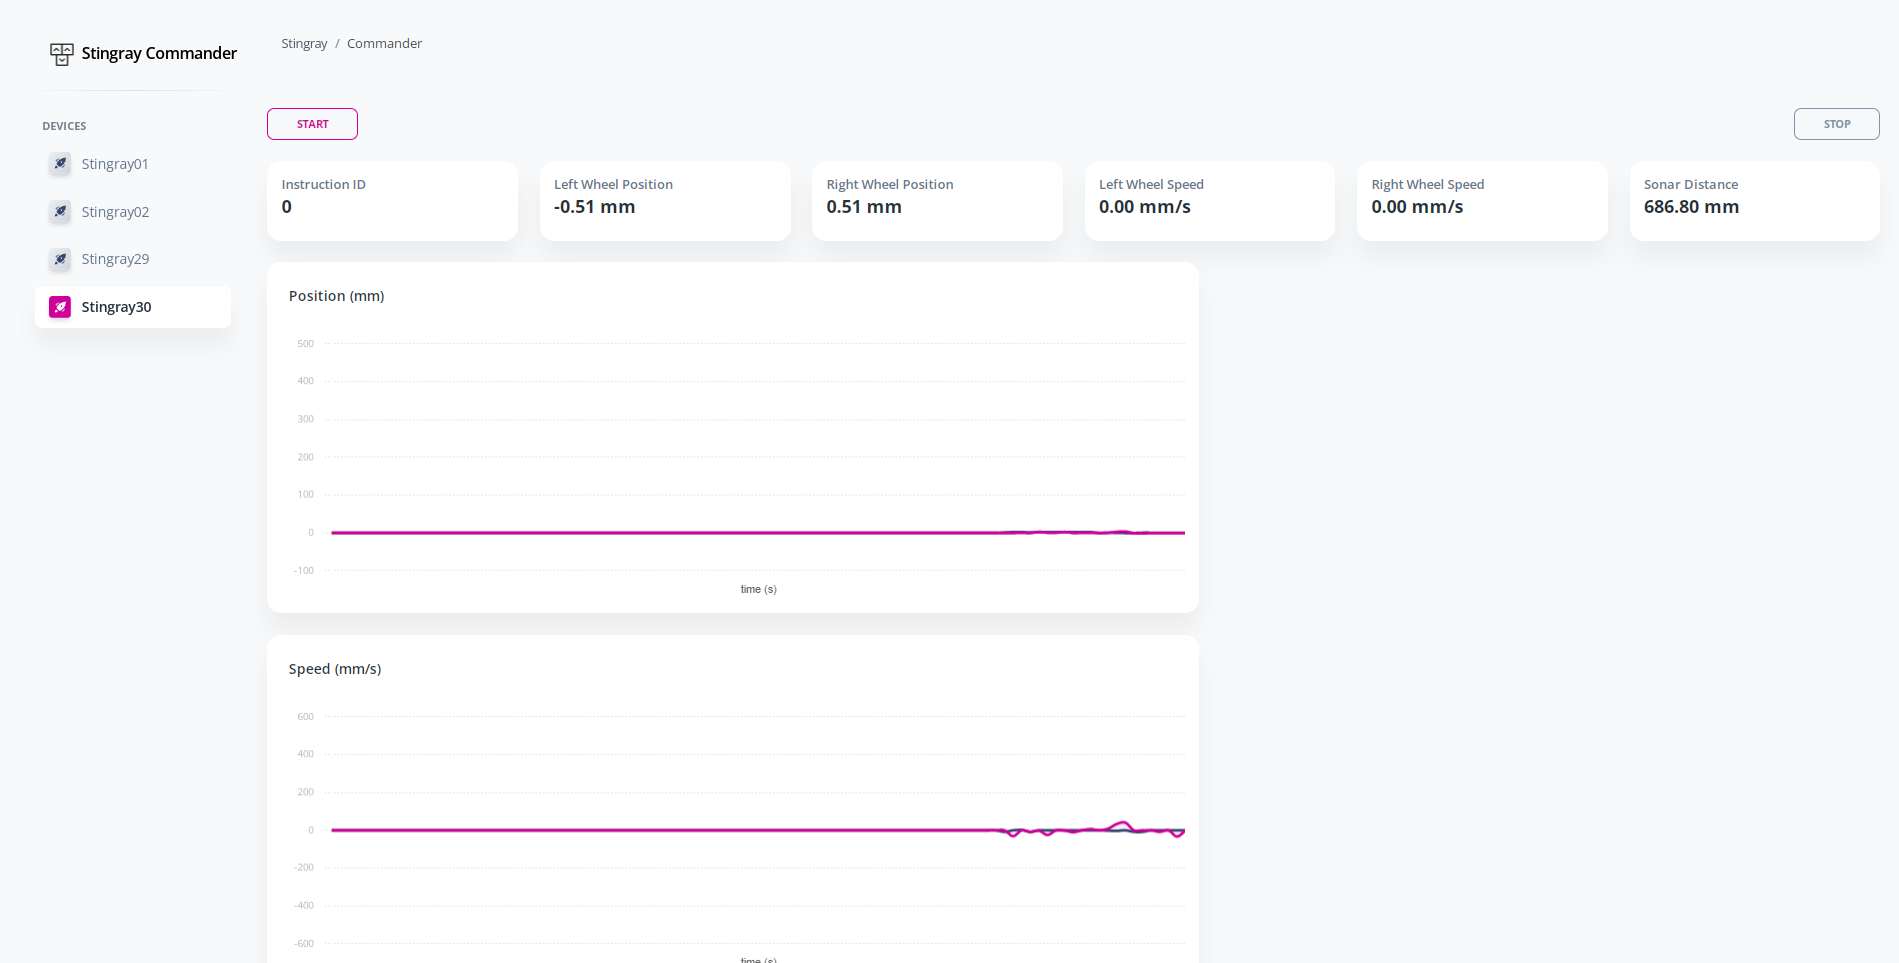 Stingray Commander
Stingray / Commander
DEVICES
Stingray01
Stingray02
Stingray29
Stingray30
START
STOP
Instruction ID
0
Left Wheel Position
-0.51 mm
Right Wheel Position
0.51 mm
Left Wheel Speed
0.00 mm/s
Right Wheel Speed
0.00 mm/s
Sonar Distance
686.80 mm
Position (mm)
500
400
300
200
100
0
-100
time (s)
Speed (mm/s)
600
400
200
0
-200
-400
-600
time (s)